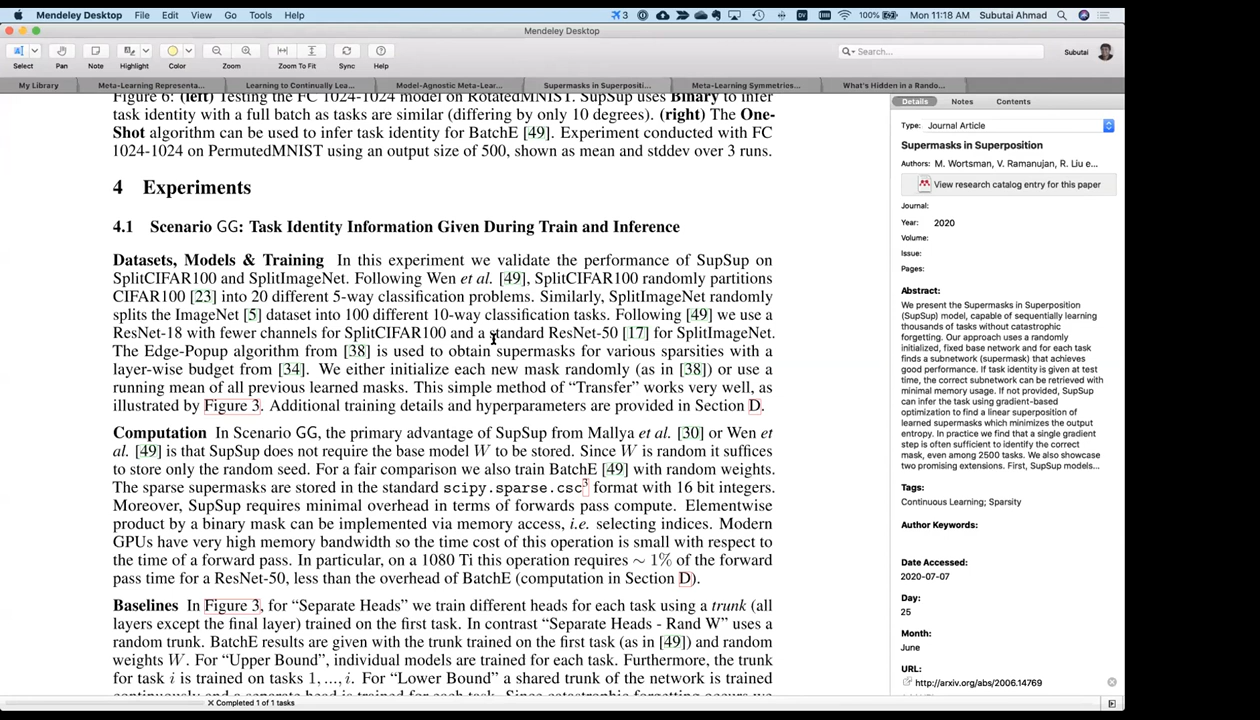 Mendeley Desktop File Edit View Go Tools Help 3 100% Mon 11:18 AM Subutai Ahmad
Mendeley Desktop
Select Pan Note Highlight Color Zoom Zoom To Fit Sync Help
Search...
Subutai
My Library Meta-Learning Representa... Learning to Continually Lea... Model-Agnostic Meta-Lear... Supermasks in Superpositi... Meta-Learning Symmetries... What's Hidden in a Rando...
Figure 6: (left) Testing the FC 1024-1024 model on RotatedMNIST. SupSup uses Binary to infer
task identity with a full batch as tasks are similar (differing by only 10 degrees). (right) The One-
Shot algorithm can be used to infer task identity for BatchE [49]. Experiment conducted with FC
1024-1024 on PermutedMNIST using an output size of 500, shown as mean and stddev over 3 runs.
4 Experiments
4.1 Scenario GG: Task Identity Information Given During Train and Inference
Datasets, Models & Training In this experiment we validate the performance of SupSup on
SplitCIFAR100 and SplitImageNet. Following Wen et al. [49], SplitCIFAR100 randomly partitions
CIFAR100 [23] into 20 different 5-way classification problems. Similarly, SplitImageNet randomly
splits the ImageNet [5] dataset into 100 different 10-way classification tasks. Following [49] we use a
ResNet-18 with fewer channels for SplitCIFAR100 and a standard ResNet-50 [17] for SplitImageNet.
The Edge-Popup algorithm from [38] is used to obtain supermasks for various sparsities with a
layer-wise budget from [34]. We either initialize each new mask randomly (as in [38]) or use a
running mean of all previous learned masks. This simple method of “Transfer” works very well, as
illustrated by Figure 3. Additional training details and hyperparameters are provided in Section D.
Computation In Scenario GG, the primary advantage of SupSup from Mallya et al. [30] or Wen et
al. [49] is that SupSup does not require the base model W to be stored. Since W is random it suffices
to store only the random seed. For a fair comparison we also train BatchE [49] with random weights.
The sparse supermasks are stored in the standard scipy.sparse.csc3 format with 16 bit integers.
Moreover, SupSup requires minimal overhead in terms of forwards pass compute. Elementwise
product by a binary mask can be implemented via memory access, i.e. selecting indices. Modern
GPUs have very high memory bandwidth so the time cost of this operation is small with respect to
the time of a forward pass. In particular, on a 1080 Ti this operation requires ∼ 1% of the forward
pass time for a ResNet-50, less than the overhead of BatchE (computation in Section D).
Baselines In Figure 3, for “Separate Heads” we train different heads for each task using a trunk (all
layers except the final layer) trained on the first task. In contrast “Separate Heads - Rand W” uses a
random trunk. BatchE results are given with the trunk trained on the first task (as in [49]) and random
weights W. For “Upper Bound”, individual models are trained for each task. Furthermore, the trunk
for task i is trained on tasks 1, ..., i. For “Lower Bound” a shared trunk of the network is trained
continuously and a separate head is trained for each task. Since catastrophic forgetting occurs we
Completed 1 of 1 tasks
Details Notes Contents
Type: Journal Article
Supermasks in Superposition
Authors: M. Wortsman, V. Ramanujan, R. Liu e...
View research catalog entry for this paper
Journal:
Year: 2020
Volume:
Issue:
Pages:
Abstract:
We present the Supermasks in Superposition
(SupSup) model, capable of sequentially learning
thousands of tasks without catastrophic
forgetting. Our approach uses a randomly
initialized, fixed base network and for each task
finds a subnetwork (supermask) that achieves
good performance. If task identity is given at test
time, the correct subnetwork can be retrieved with
minimal memory usage. If not provided, SupSup
can infer the task using gradient-based
optimization to find a linear superposition of
learned supermasks which minimizes the output
entropy. In practice we find that a single gradient
step is often sufficient to identify the correct
mask, even among 2500 tasks. We also showcase
two promising extensions. First, SupSup models...
Tags:
Continuous Learning; Sparsity
Author Keywords:
Date Accessed:
2020-07-07
Day:
25
Month:
June
URL:
http://arxiv.org/abs/2006.14769